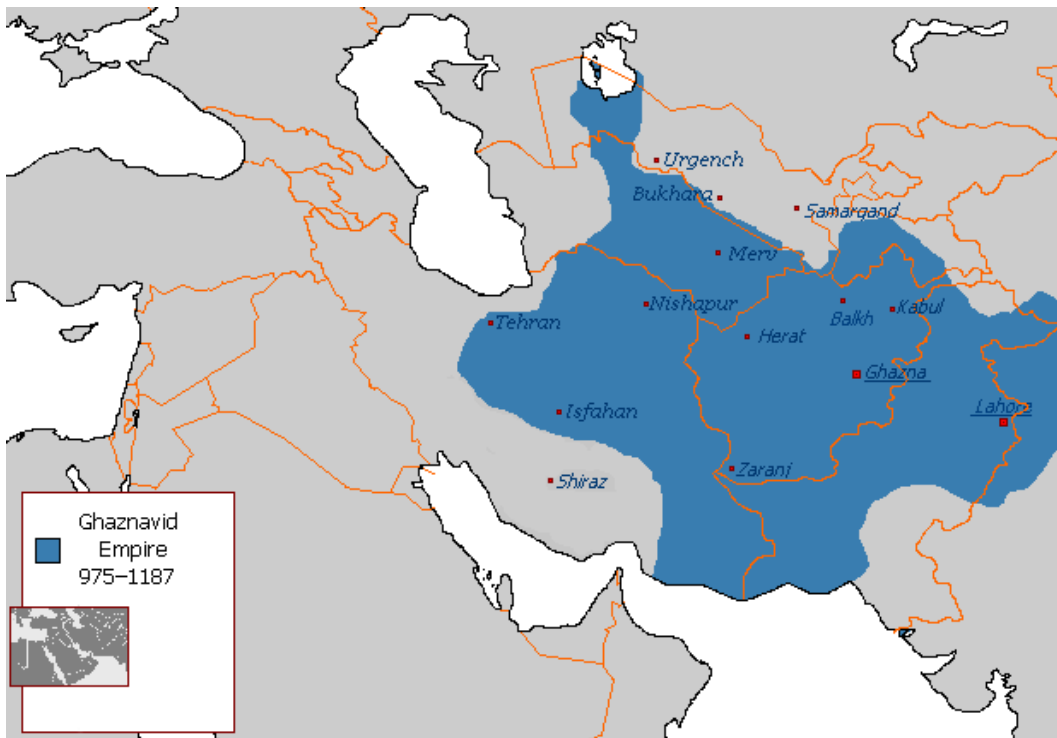 Urgench
Bukhara
Samarqand
Merv
Nishapur
Tehran
Balkh
Kabul
Herat
Ghazna
Isfahan
Lahore
Zaranj
Shiraz
Ghaznavid
Empire
975-1187